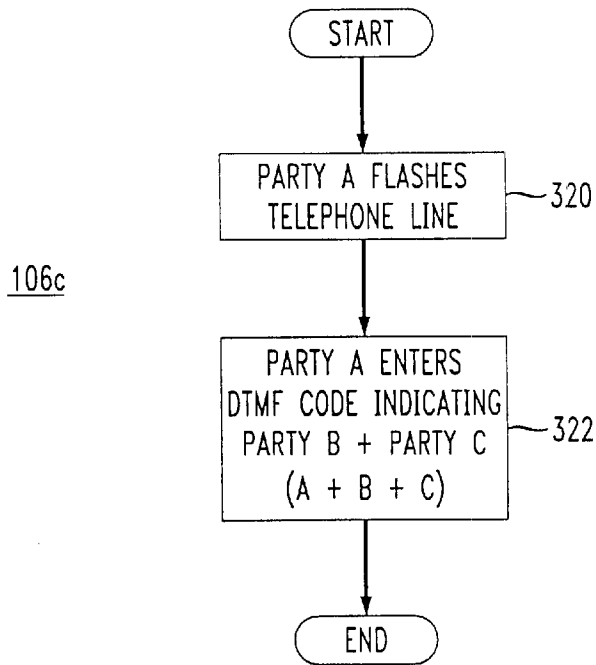 START
PARTY A FLASHES
TELEPHONE LINE
320
106c
PARTY A ENTERS
DTMF CODE INDICATING
PARTY B + PARTY C
(A + B + C)
322
END